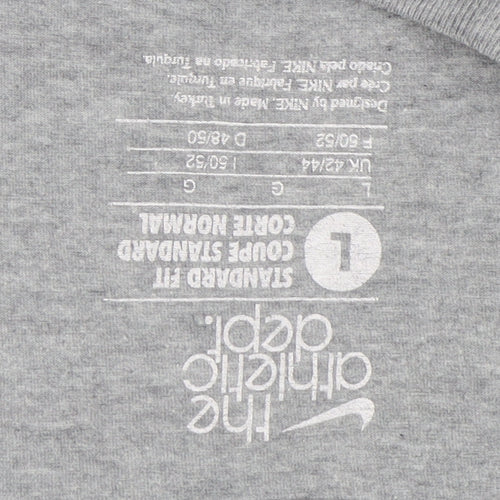 the
athletic
dept.
L
STANDARD FIT
COUPE STANDARD
CORTE NORMAL
L G G
UK 42/44 I 50/52
F 50/52 D 48/50
Designed by NIKE. Made in Turkey
Créé par NIKE. Fabriqué en Turquie.
Criado pela NIKE. Fabricado na Turquia